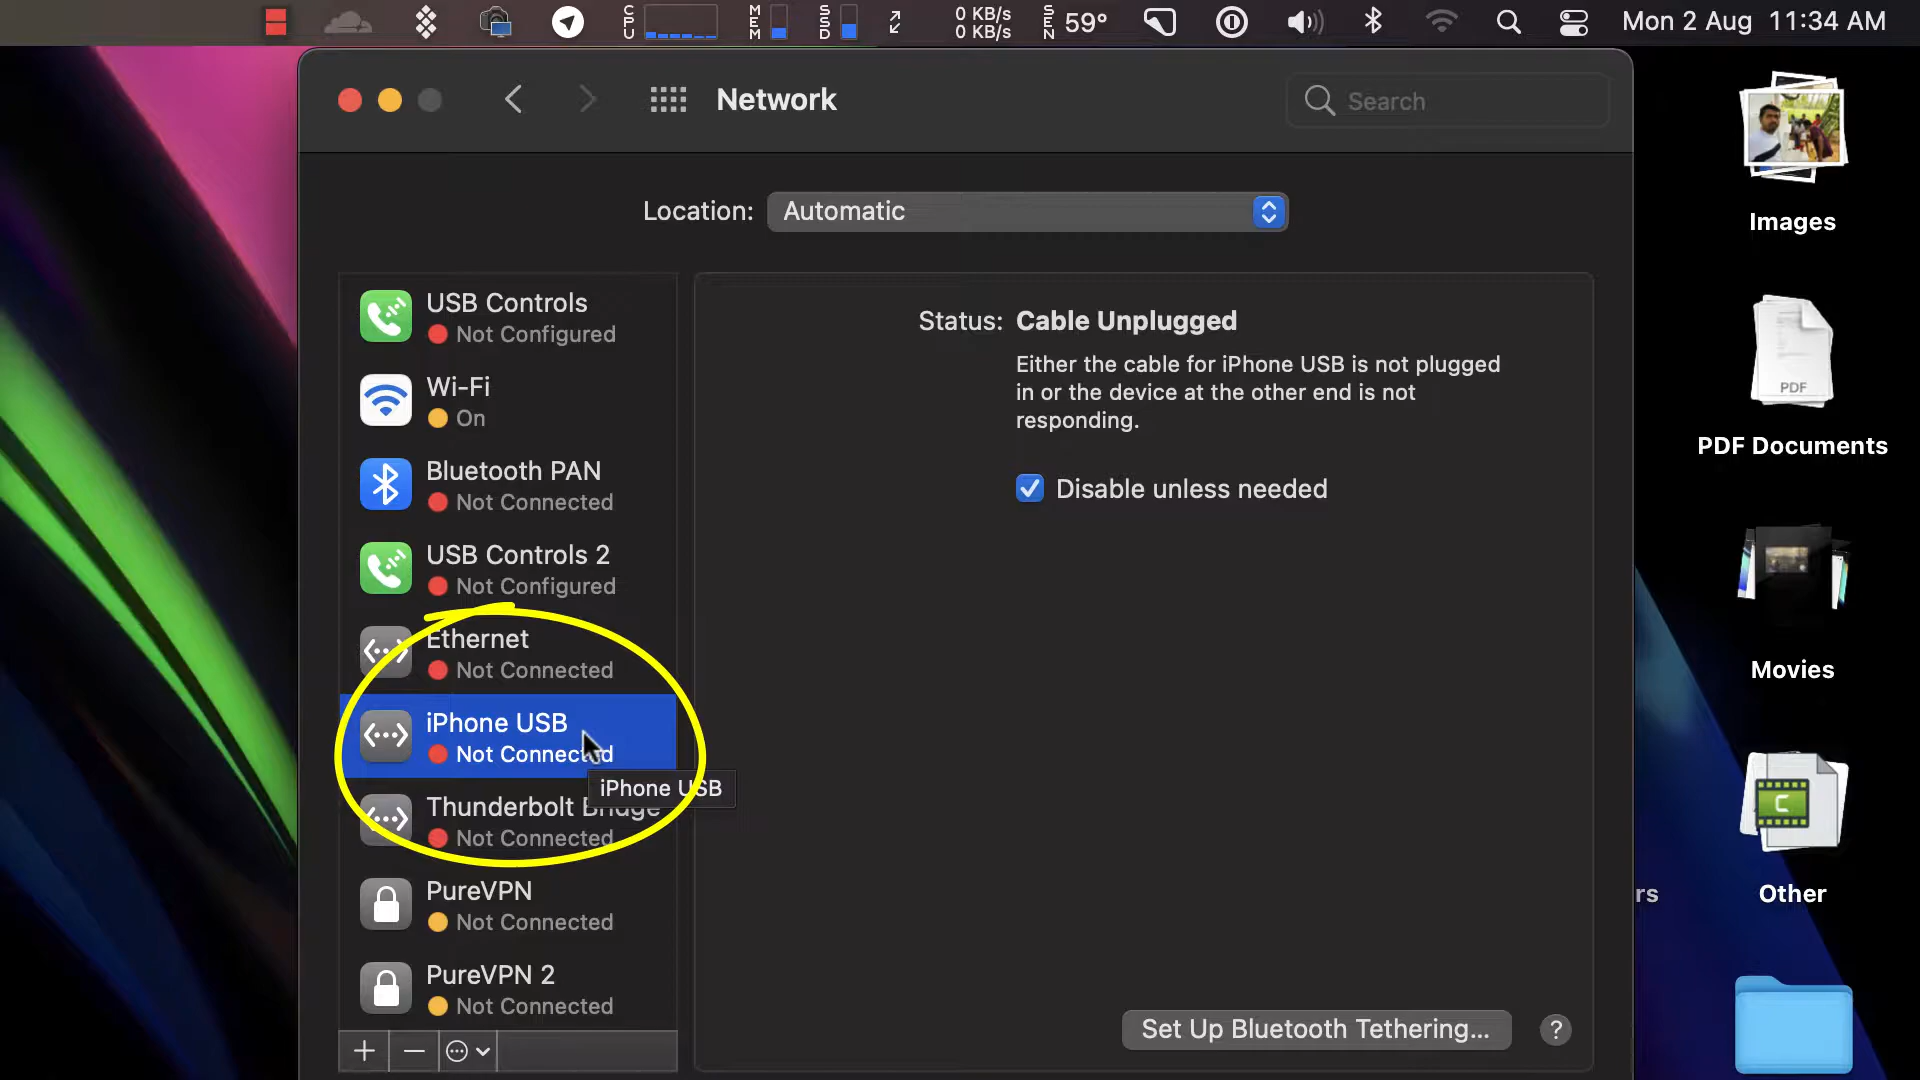 CPU
MEM
SSD
0 KB/s
0 KB/s
SEN
59°
Mon 2 Aug 11:34 AM
Network
Search
Location:
Automatic
USB Controls
Not Configured
Wi-Fi
On
Bluetooth PAN
Not Connected
USB Controls 2
Not Configured
Ethernet
Not Connected
iPhone USB
Not Connected
iPhone USB
Thunderbolt Bridge
Not Connected
PureVPN
Not Connected
PureVPN 2
Not Connected
Status: Cable Unplugged
Either the cable for iPhone USB is not plugged
in or the device at the other end is not
responding.
Disable unless needed
Set Up Bluetooth Tethering...
?
Images
PDF
PDF Documents
Movies
C
rs
Other